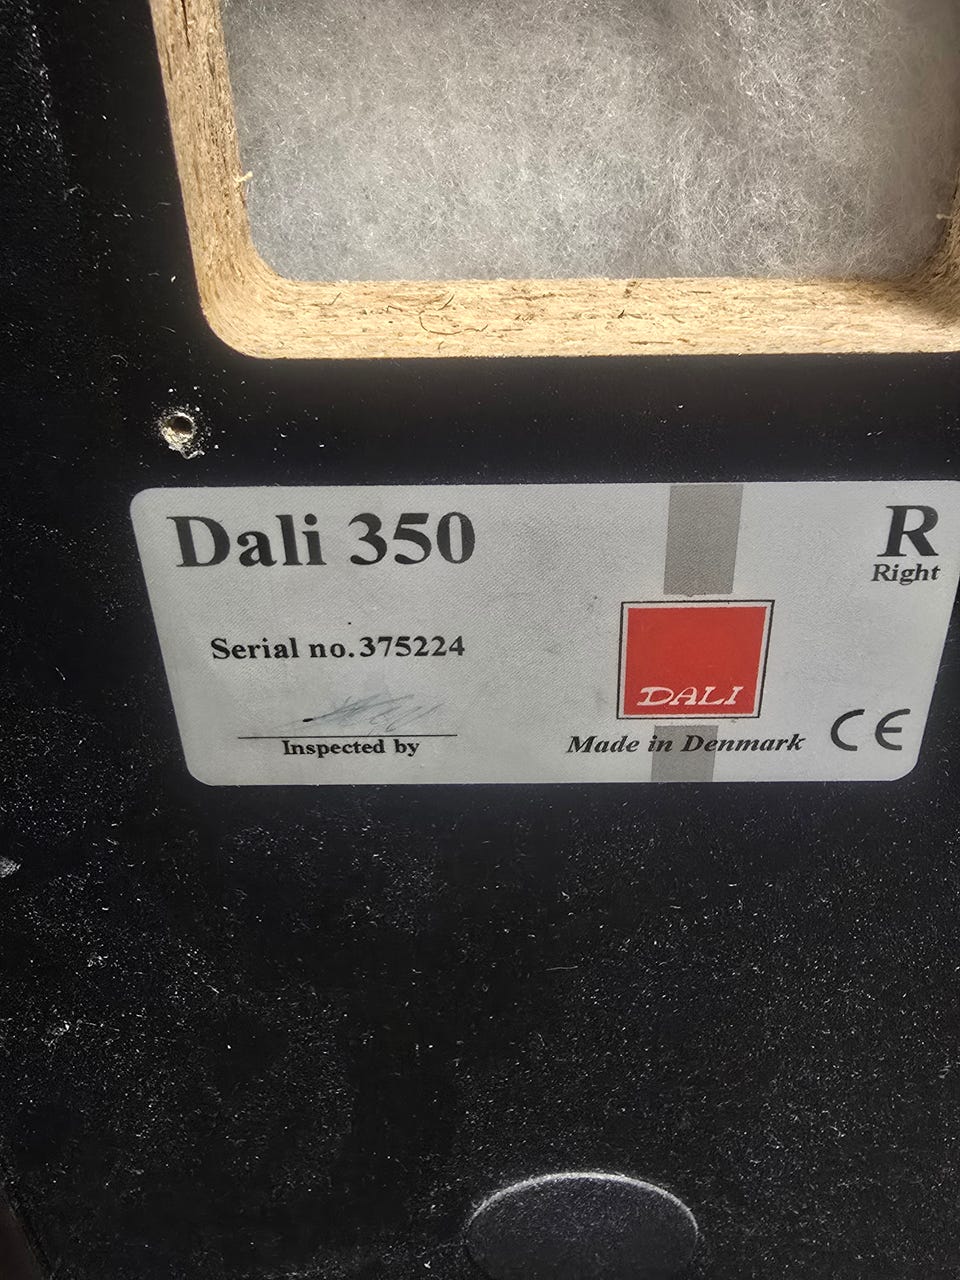 Dali 350
R
Right
Serial no. 375224
DALI
Inspected by
Made in Denmark
CE